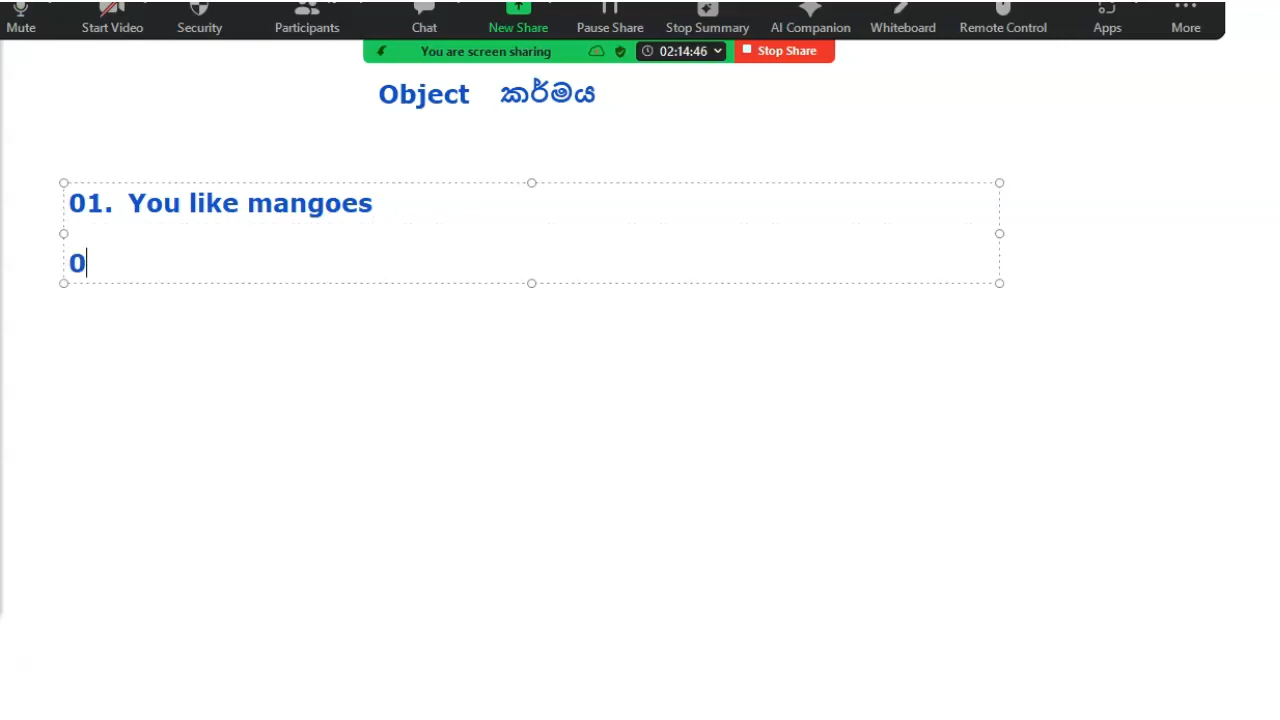 Mute Start Video Security Participants Chat New Share Pause Share Stop Summary AI Companion Whiteboard Remote Control Apps More
You are screen sharing 02:14:46 Stop Share
Object කර්මය
01. You like mangoes
0